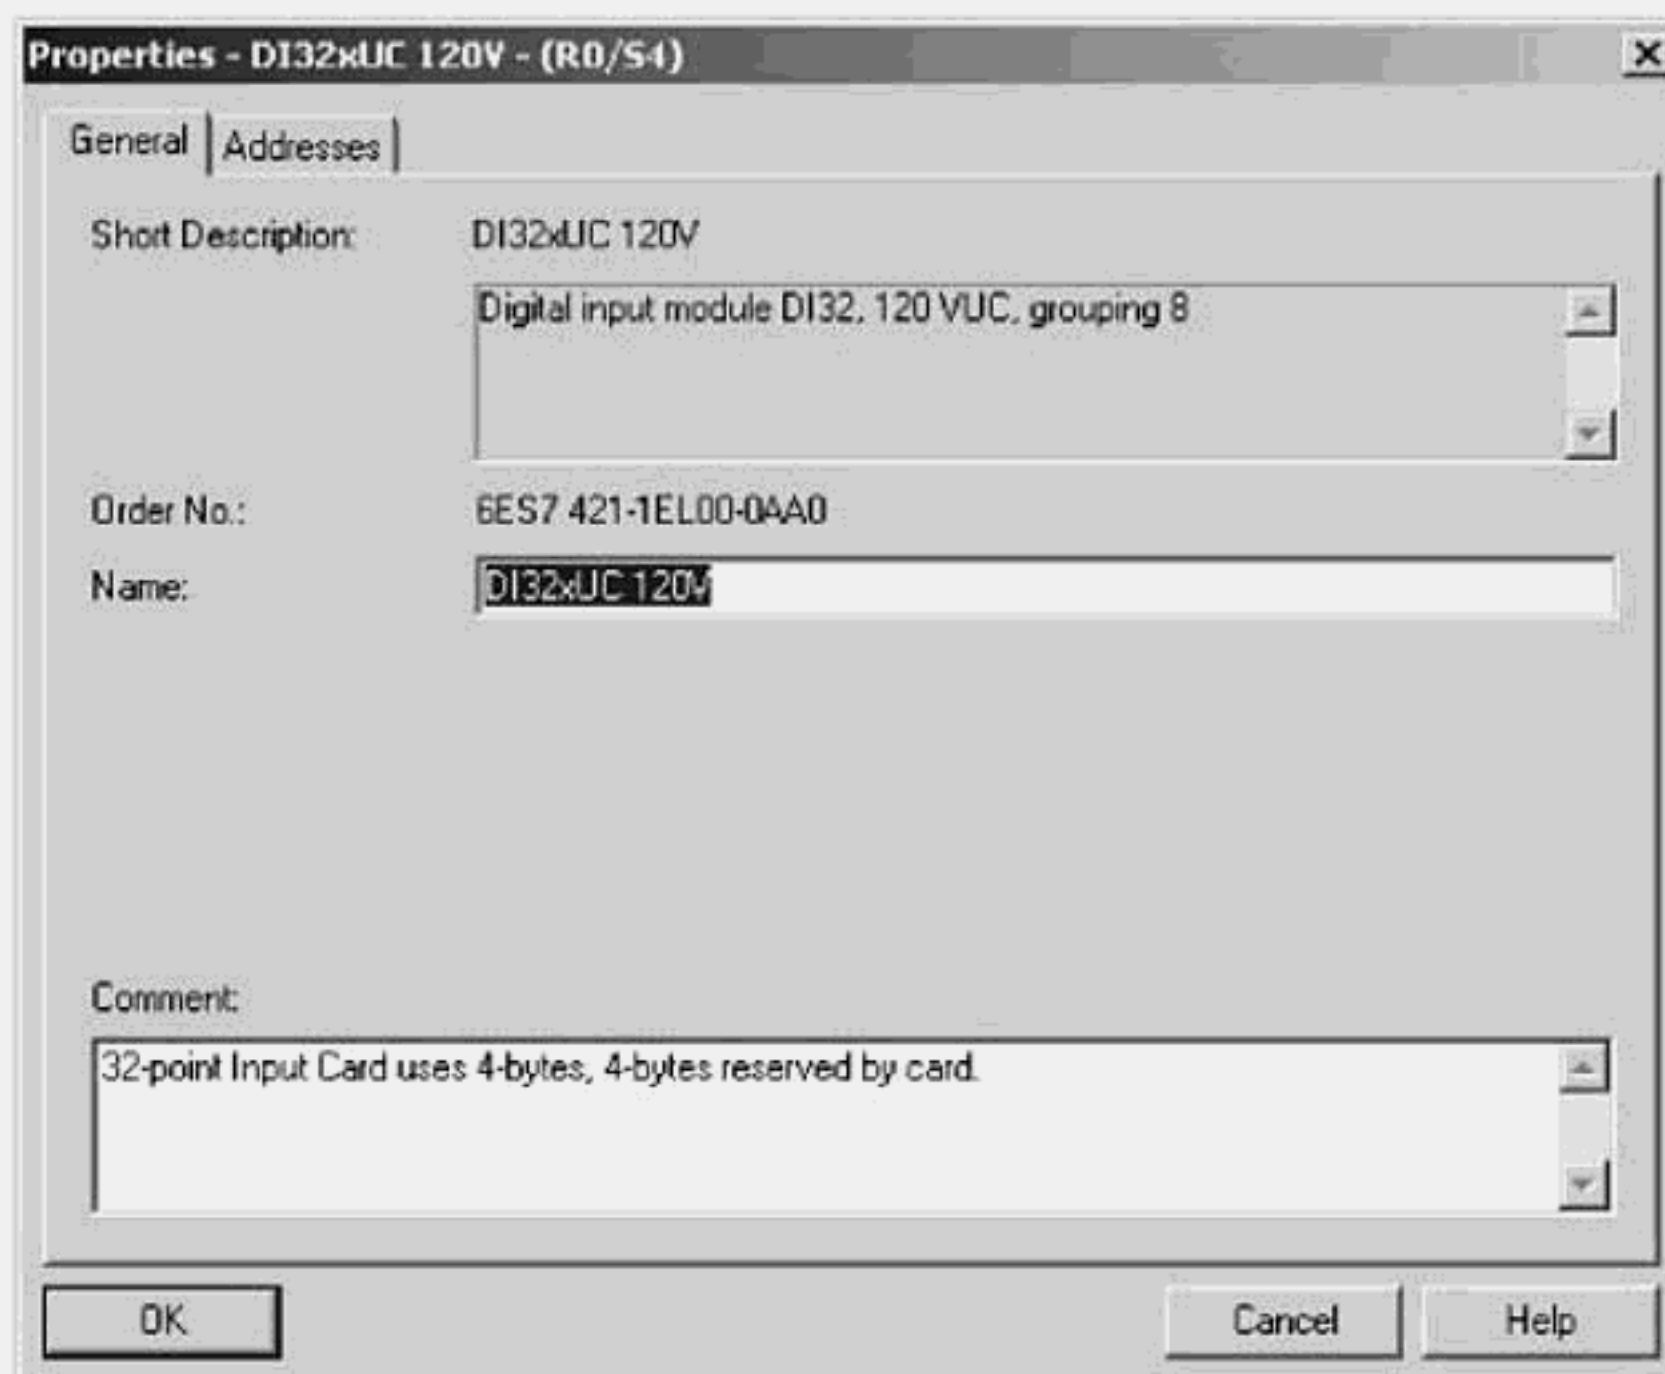 Properties - DI32xUC 120V - (R0/S4)
General Addresses
Short Description: DI32xUC 120V
Digital input module DI32, 120 VUC, grouping 8
Order No.: 6ES7 421-1EL00-0AA0
Name: DI32xUC 120V
Comment:
32-point Input Card uses 4-bytes, 4-bytes reserved by card.
OK Cancel Help